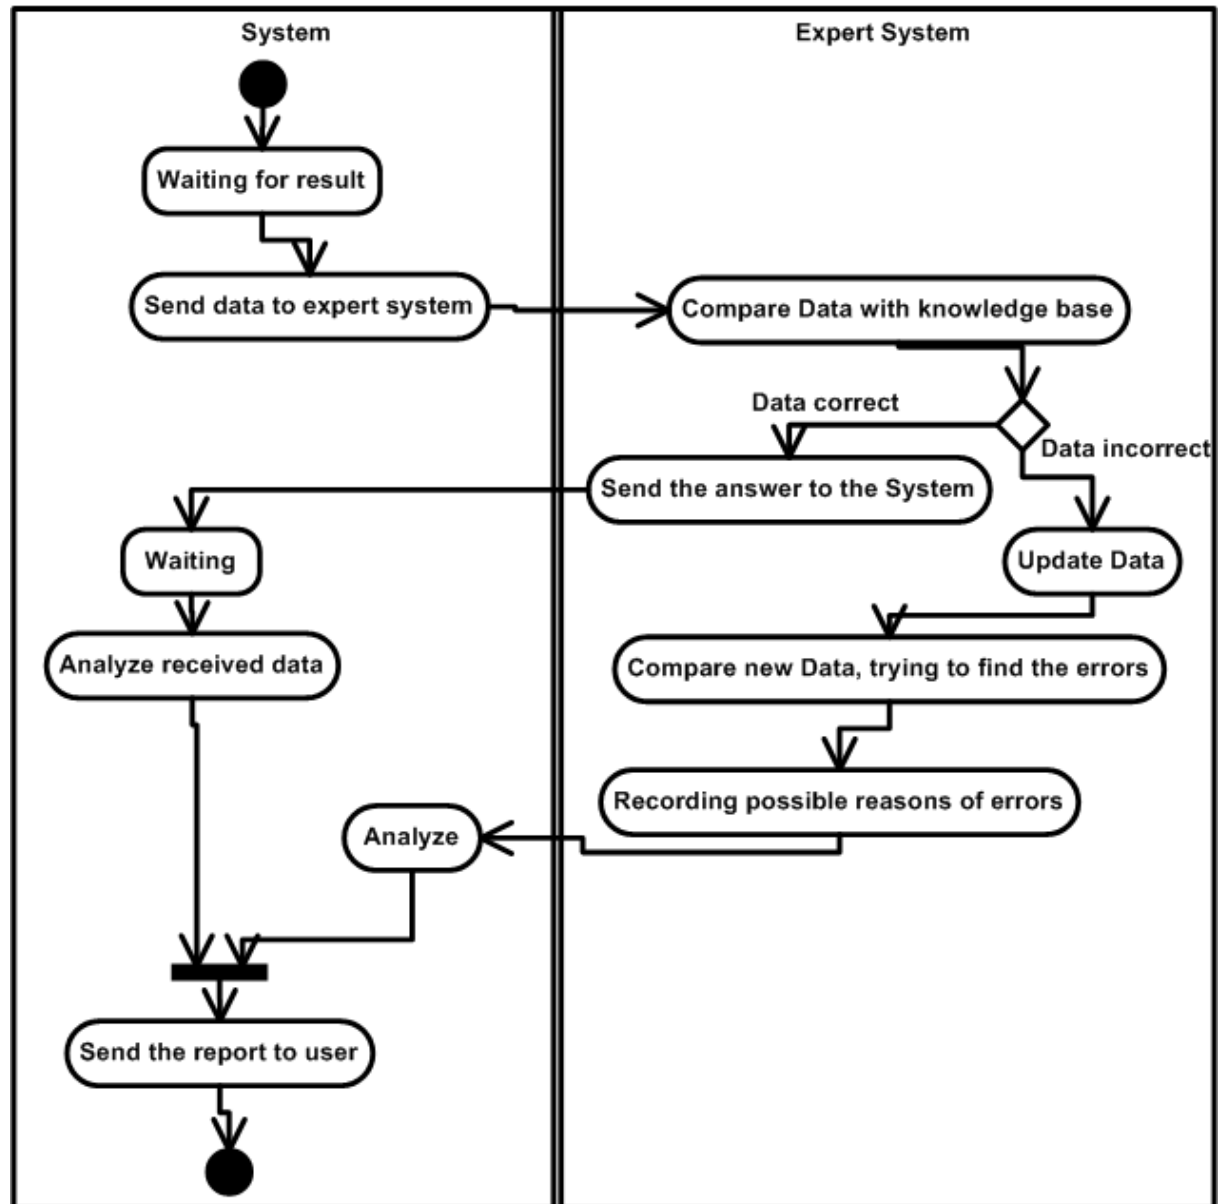 System
Expert System
Waiting for result
Send data to expert system
Compare Data with knowledge base
Data correct
Data incorrect
Send the answer to the System
Waiting
Update Data
Analyze received data
Compare new Data, trying to find the errors
Recording possible reasons of errors
Analyze
Send the report to user